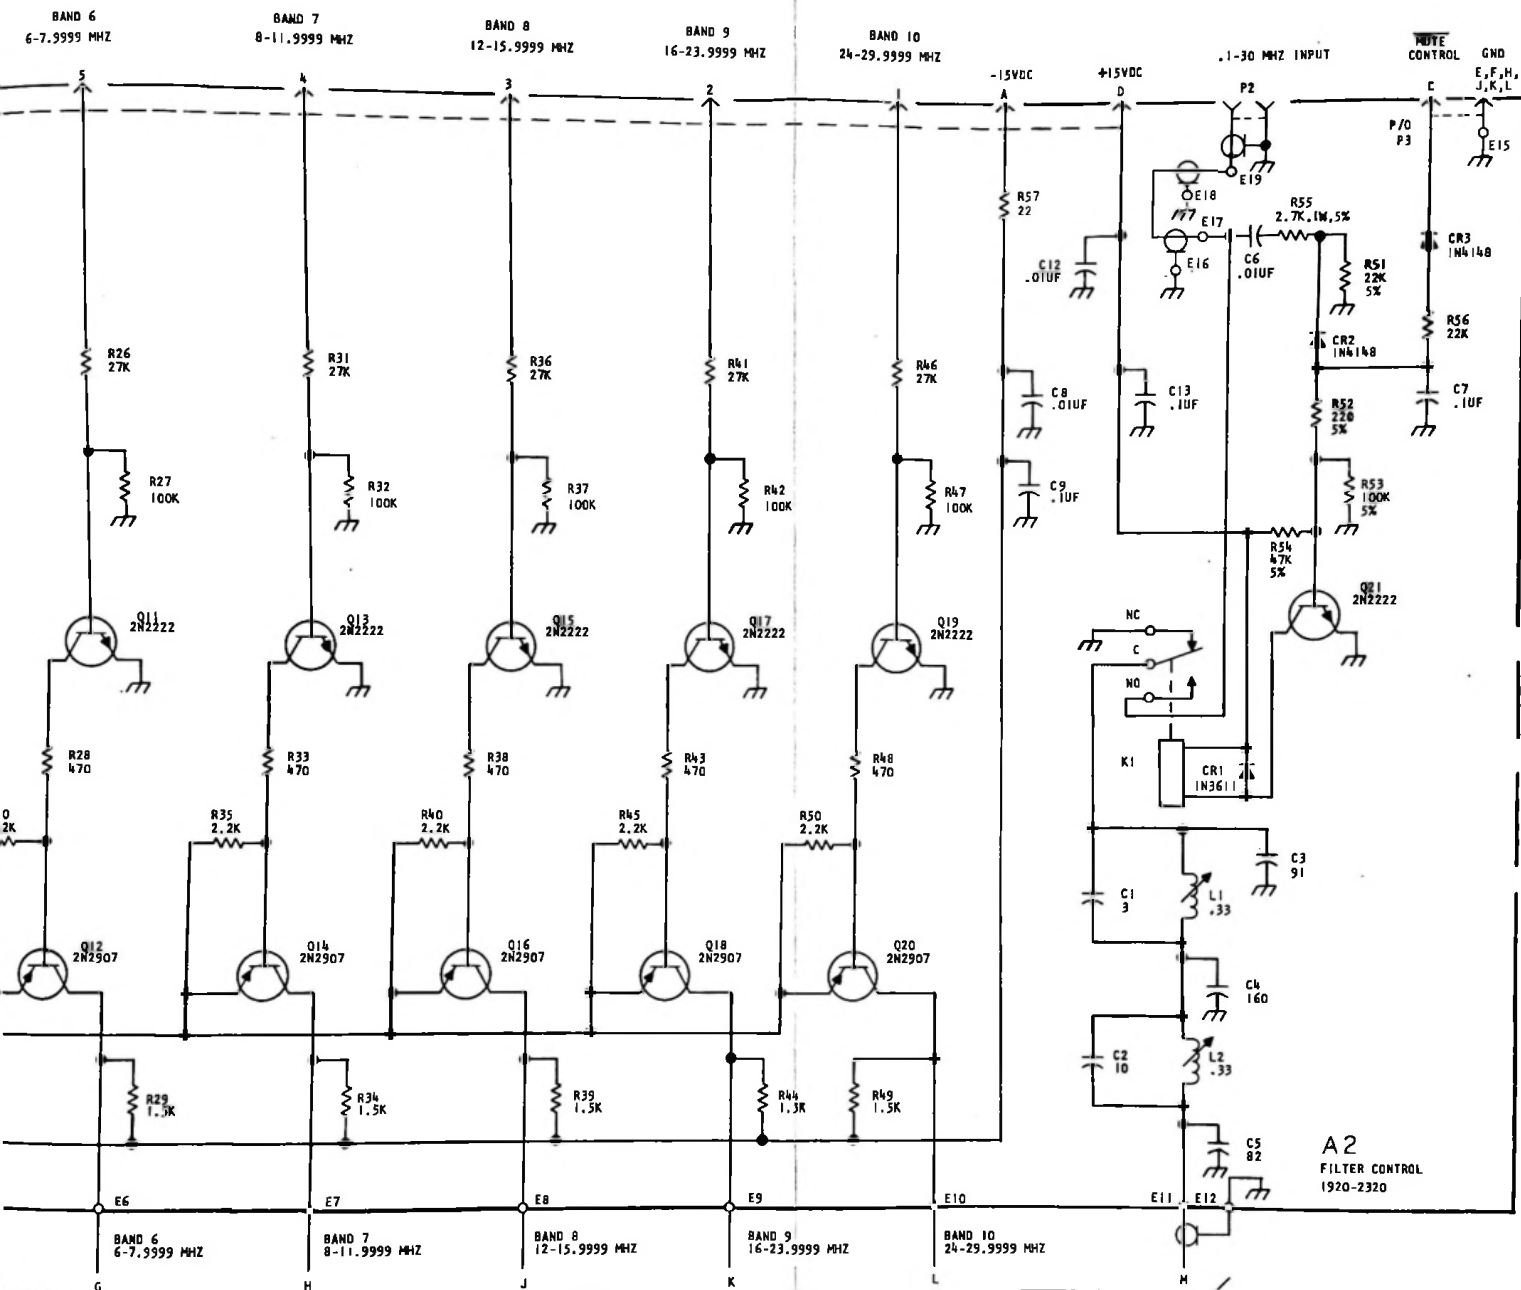 BAND 6
6-7.9999 MHZ
BAND 7
8-11.9999 MHZ
BAND 8
12-15.9999 MHZ
BAND 9
16-23.9999 MHZ
BAND 10
24-29.9999 MHZ
.1-30 MHZ INPUT
MUTE
CONTROL
GND
E,F,H,
J,K,L
5
4
3
2
1
-15VDC
A
+15VDC
D
P2
C
P/O
P3
E15
E19
E18
E17
E16
R57
22
R55
2.7K,1W,5%
C6
.01UF
R51
22K
5%
CR3
1N4148
C12
.01UF
R56
22K
CR2
1N4148
R26
27K
R31
27K
R36
27K
R41
27K
R46
27K
C8
.01UF
C13
.1UF
R52
220
5%
C7
.1UF
R27
100K
R32
100K
R37
100K
R42
100K
R47
100K
C9
.1UF
R53
100K
5%
R54
47K
5%
Q11
2N2222
Q13
2N2222
Q15
2N2222
Q17
2N2222
Q19
2N2222
Q21
2N2222
NC
C
NO
K1
CR1
1N3611
R28
470
R33
470
R38
470
R43
470
R48
470
0
2K
R35
2.2K
R40
2.2K
R45
2.2K
R50
2.2K
C3
91
C1
3
L1
.33
Q12
2N2907
Q14
2N2907
Q16
2N2907
Q18
2N2907
Q20
2N2907
C4
160
C2
10
L2
.33
R29
1.5K
R34
1.5K
R39
1.5K
R44
1.5K
R49
1.5K
C5
82
A2
FILTER CONTROL
1920-2320
E6
E7
E8
E9
E10
E11
E12
BAND 6
6-7.9999 MHZ
BAND 7
8-11.9999 MHZ
BAND 8
12-15.9999 MHZ
BAND 9
16-23.9999 MHZ
BAND 10
24-29.9999 MHZ
G
H
J
K
L
M